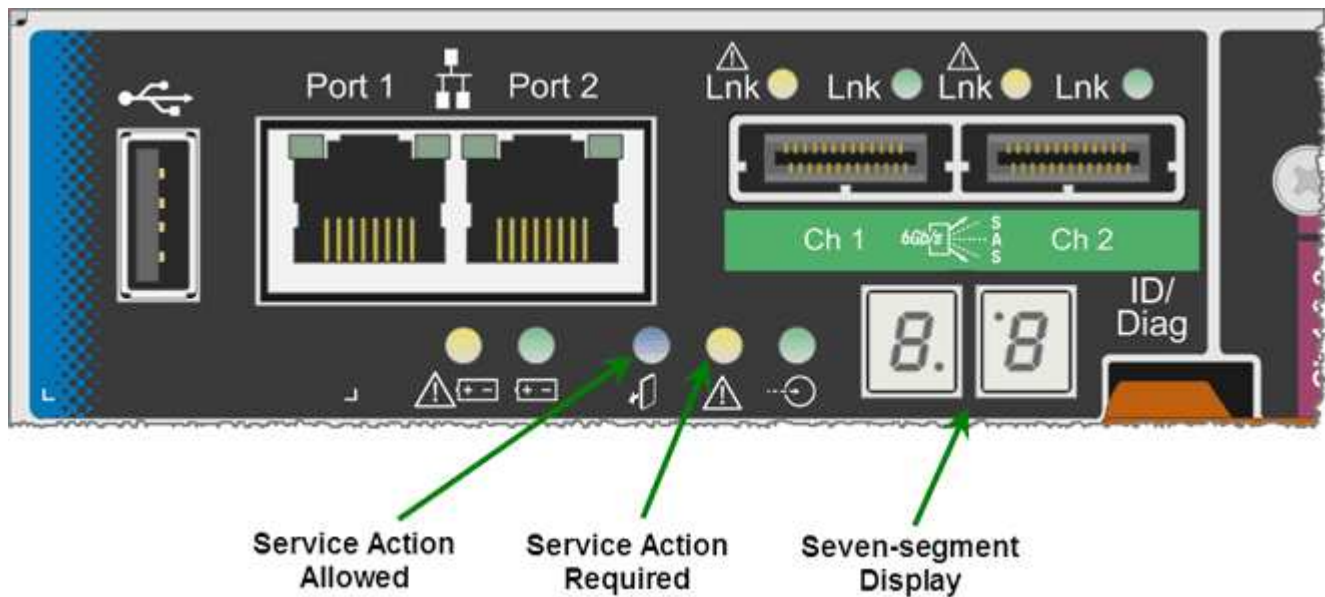 Port 1
Port 2
Lnk
Lnk
Lnk
Lnk
Ch 1
6Gb/s
SAS
Ch 2
ID/
Diag
8.
8
Service Action
Allowed
Service Action
Required
Seven-segment
Display